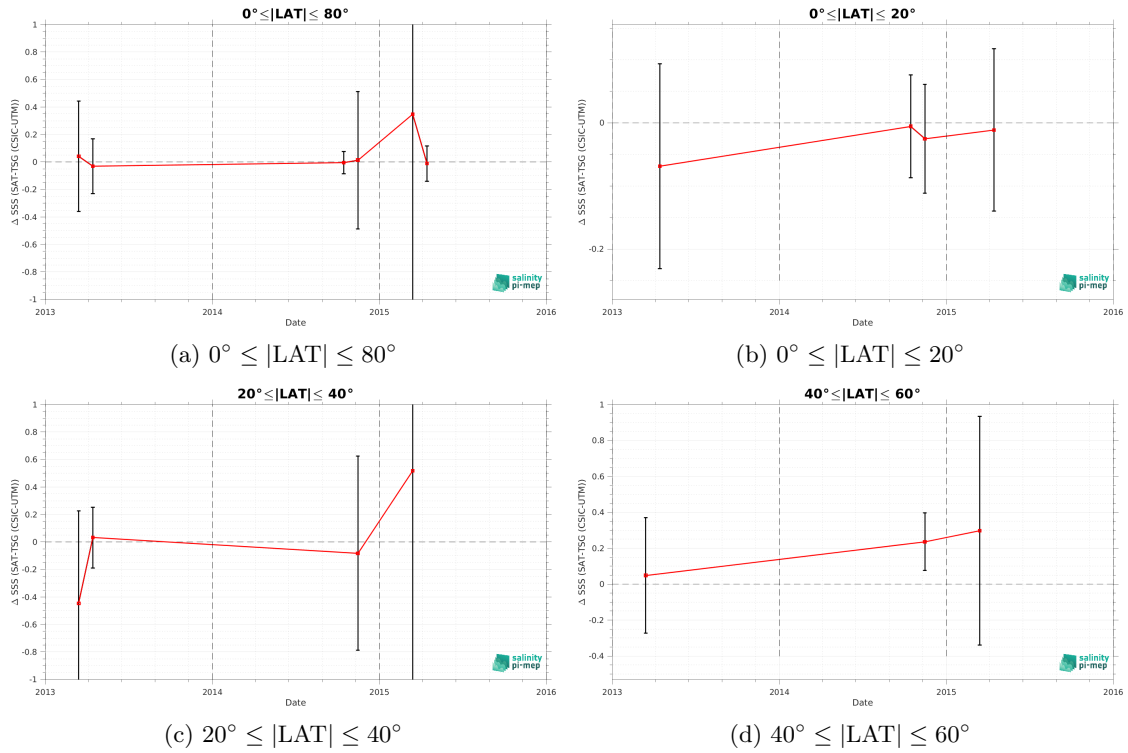 0°≤|LAT|≤ 80°
Δ SSS (SAT-TSG (CSIC-UTM))
1
0.8
0.6
0.4
0.2
0
-0.2
-0.4
-0.6
-0.8
-1
2013 2014 2015 2016
Date
salinity
pi-mep
(a) 0° ≤ |LAT| ≤ 80°
0°≤|LAT|≤ 20°
Δ SSS (SAT-TSG (CSIC-UTM))
0
-0.2
2013 2014 2015 2016
Date
salinity
pi-mep
(b) 0° ≤ |LAT| ≤ 20°
20°≤|LAT|≤ 40°
Δ SSS (SAT-TSG (CSIC-UTM))
1
0.8
0.6
0.4
0.2
0
-0.2
-0.4
-0.6
-0.8
-1
2013 2014 2015 2016
Date
salinity
pi-mep
(c) 20° ≤ |LAT| ≤ 40°
40°≤|LAT|≤ 60°
Δ SSS (SAT-TSG (CSIC-UTM))
1
0.8
0.6
0.4
0.2
0
-0.2
-0.4
2013 2014 2015 2016
Date
salinity
pi-mep
(d) 40° ≤ |LAT| ≤ 60°